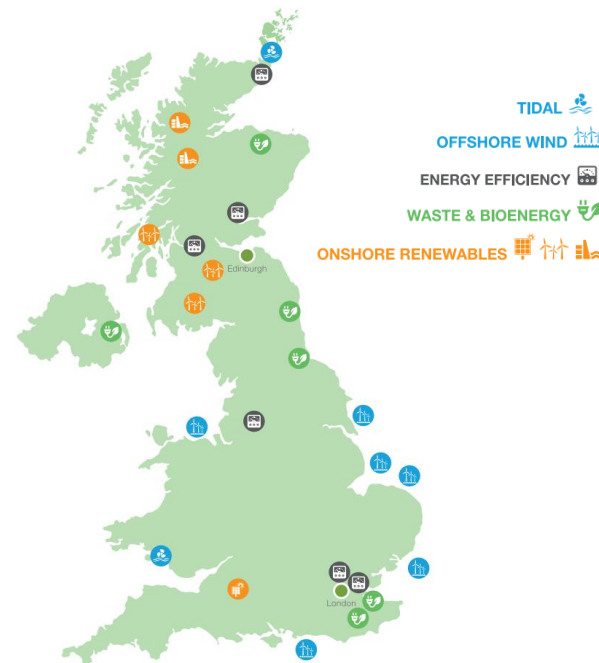 TIDAL
OFFSHORE WIND
ENERGY EFFICIENCY
WASTE & BIOENERGY
ONSHORE RENEWABLES
Edinburgh
London